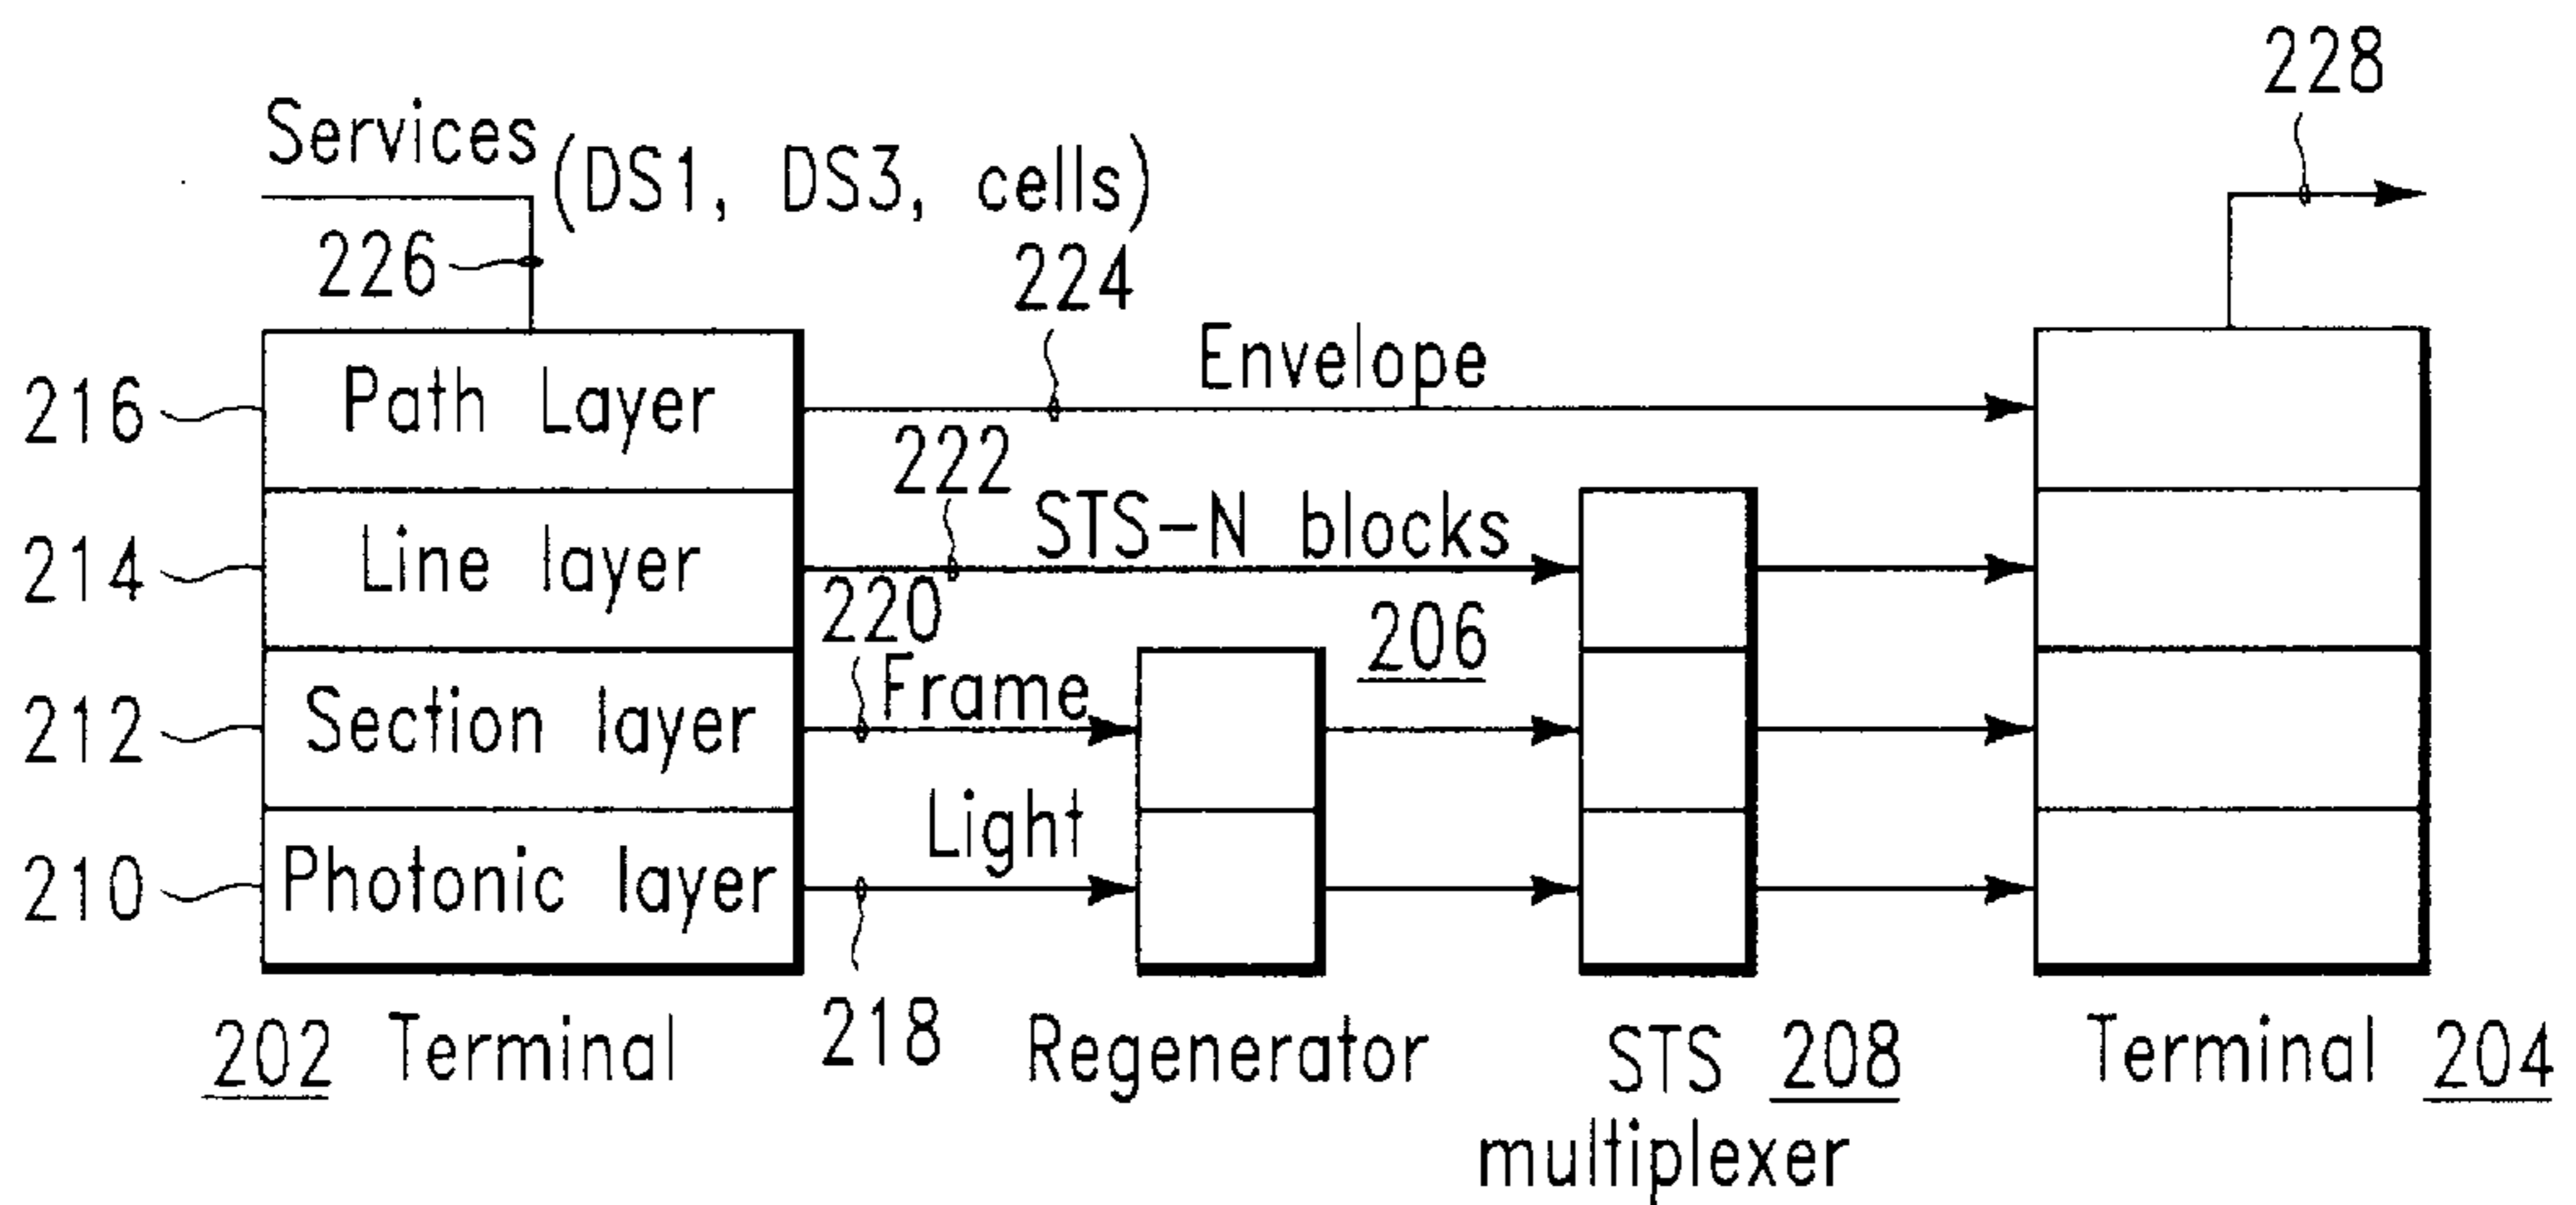 228
Services (DS1, DS3, cells)
226
224
Envelope
216
Path Layer
222
STS-N blocks
214
Line layer
220
206
Frame
212
Section layer
Light
210
Photonic layer
218
202 Terminal
Regenerator
STS 208
multiplexer
Terminal 204